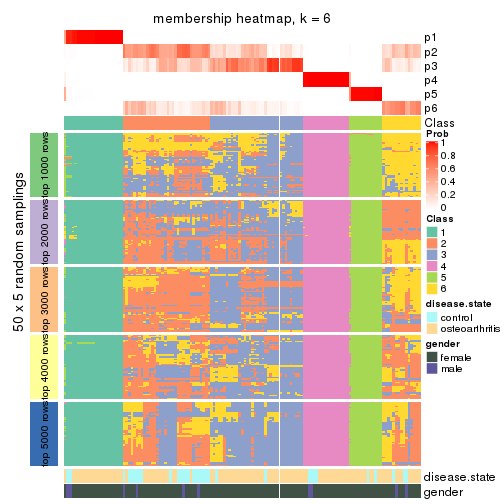 membership heatmap, k = 6
p1
p2
p3
p4
p5
p6
Class
50 x 5 random samplings
top 1000 rows
top 2000 rows
top 3000 rows
top 4000 rows
top 5000 rows
Prob
1
0.8
0.6
0.4
0.2
0
Class
1
2
3
4
5
6
disease.state
control
osteoarthritis
gender
female
male
disease.state
gender